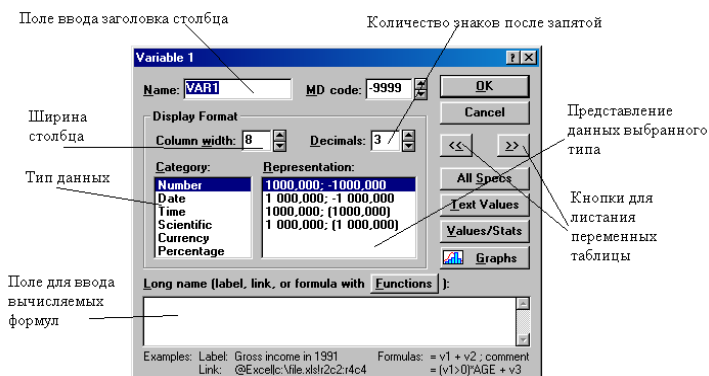 Поле ввода заголовка столбца
Количество знаков после запятой
Variable 1
Name: VAR1
MD code: -9999
OK
Cancel
Display Format
Ширина
столбца
Column width: 8
Decimals: 3
Представление
данных выбранного
типа
<<
>>
Тип данных
Category:
Number
Date
Time
Scientific
Currency
Percentage
Representation:
1000,000; -1000,000
1 000,000; -1 000,000
1000,000; (1000,000)
1 000,000; (1 000,000)
All Specs
Text Values
Values/Stats
Graphs
Кнопки для
листания
переменных
таблицы
Поле для ввода
вычисляемых
формул
Long name (label, link, or formula with Functions ):
Examples: Label: Gross income in 1991 Formulas: = v1 + v2 ; comment
Link: @Excel|c:\file.xls!r2c2:r4c4 = (v1>0)*AGE + v3